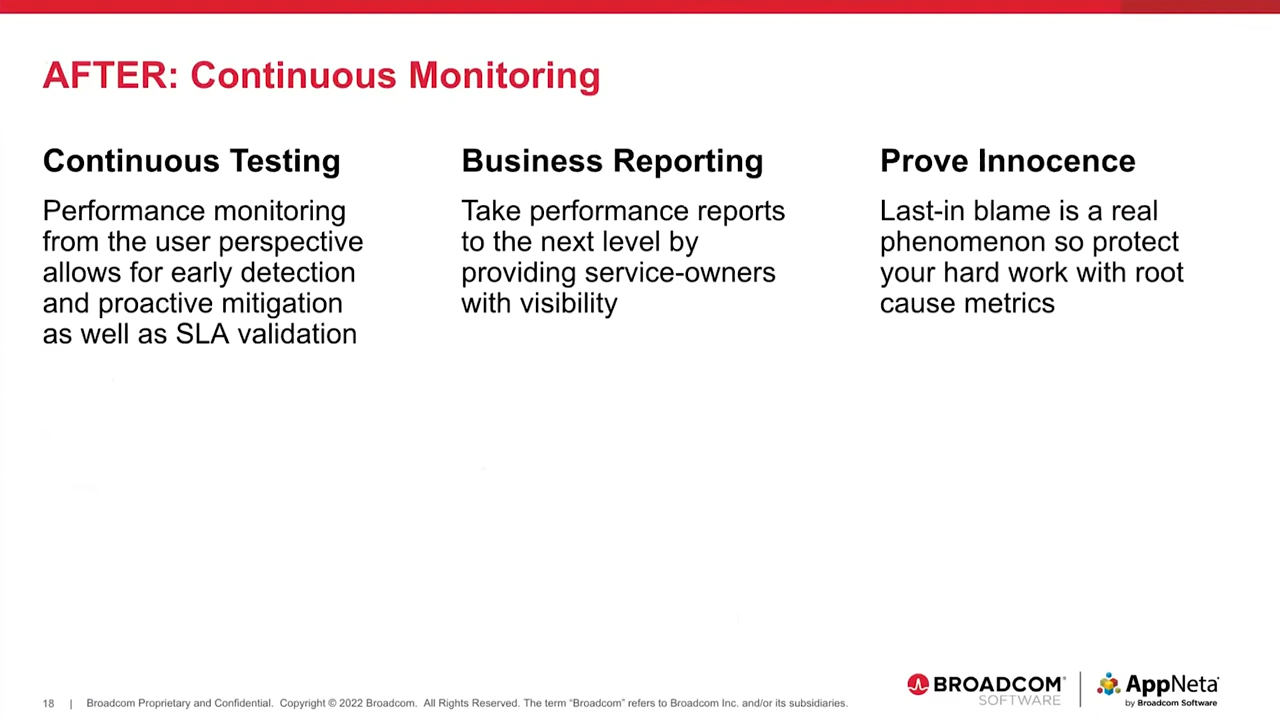 AFTER: Continuous Monitoring
Continuous Testing
Performance monitoring
from the user perspective
allows for early detection
and proactive mitigation
as well as SLA validation
Business Reporting
Take performance reports
to the next level by
providing service-owners
with visibility
Prove Innocence
Last-in blame is a real
phenomenon so protect
your hard work with root
cause metrics
18 | Broadcom Proprietary and Confidential. Copyright © 2022 Broadcom. All Rights Reserved. The term “Broadcom” refers to Broadcom Inc. and/or its subsidiaries.
BROADCOM®
SOFTWARE
AppNeta
by Broadcom Software